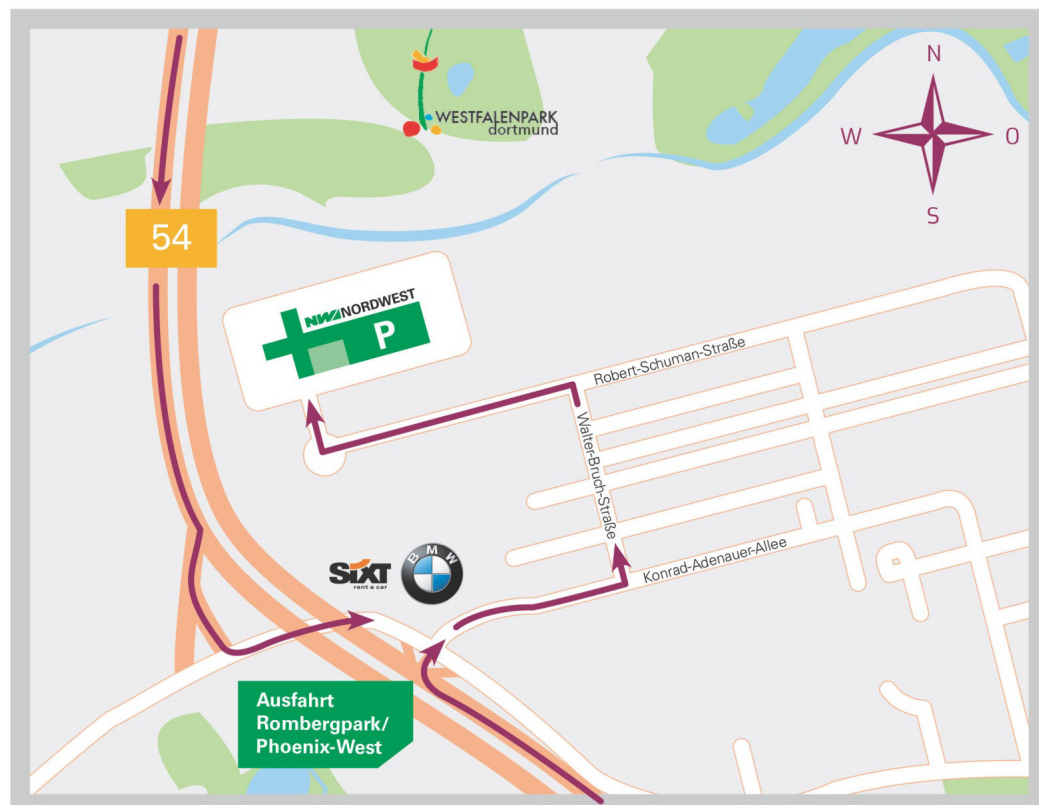 WESTFALENPARK
dortmund
N
W
O
S
54
NW NORDWEST
P
Robert-Schuman-Straße
Walter-Bruch-Straße
Konrad-Adenauer-Allee
SIXT
rent a car
BMW
Ausfahrt
Rombergpark/
Phoenix-West